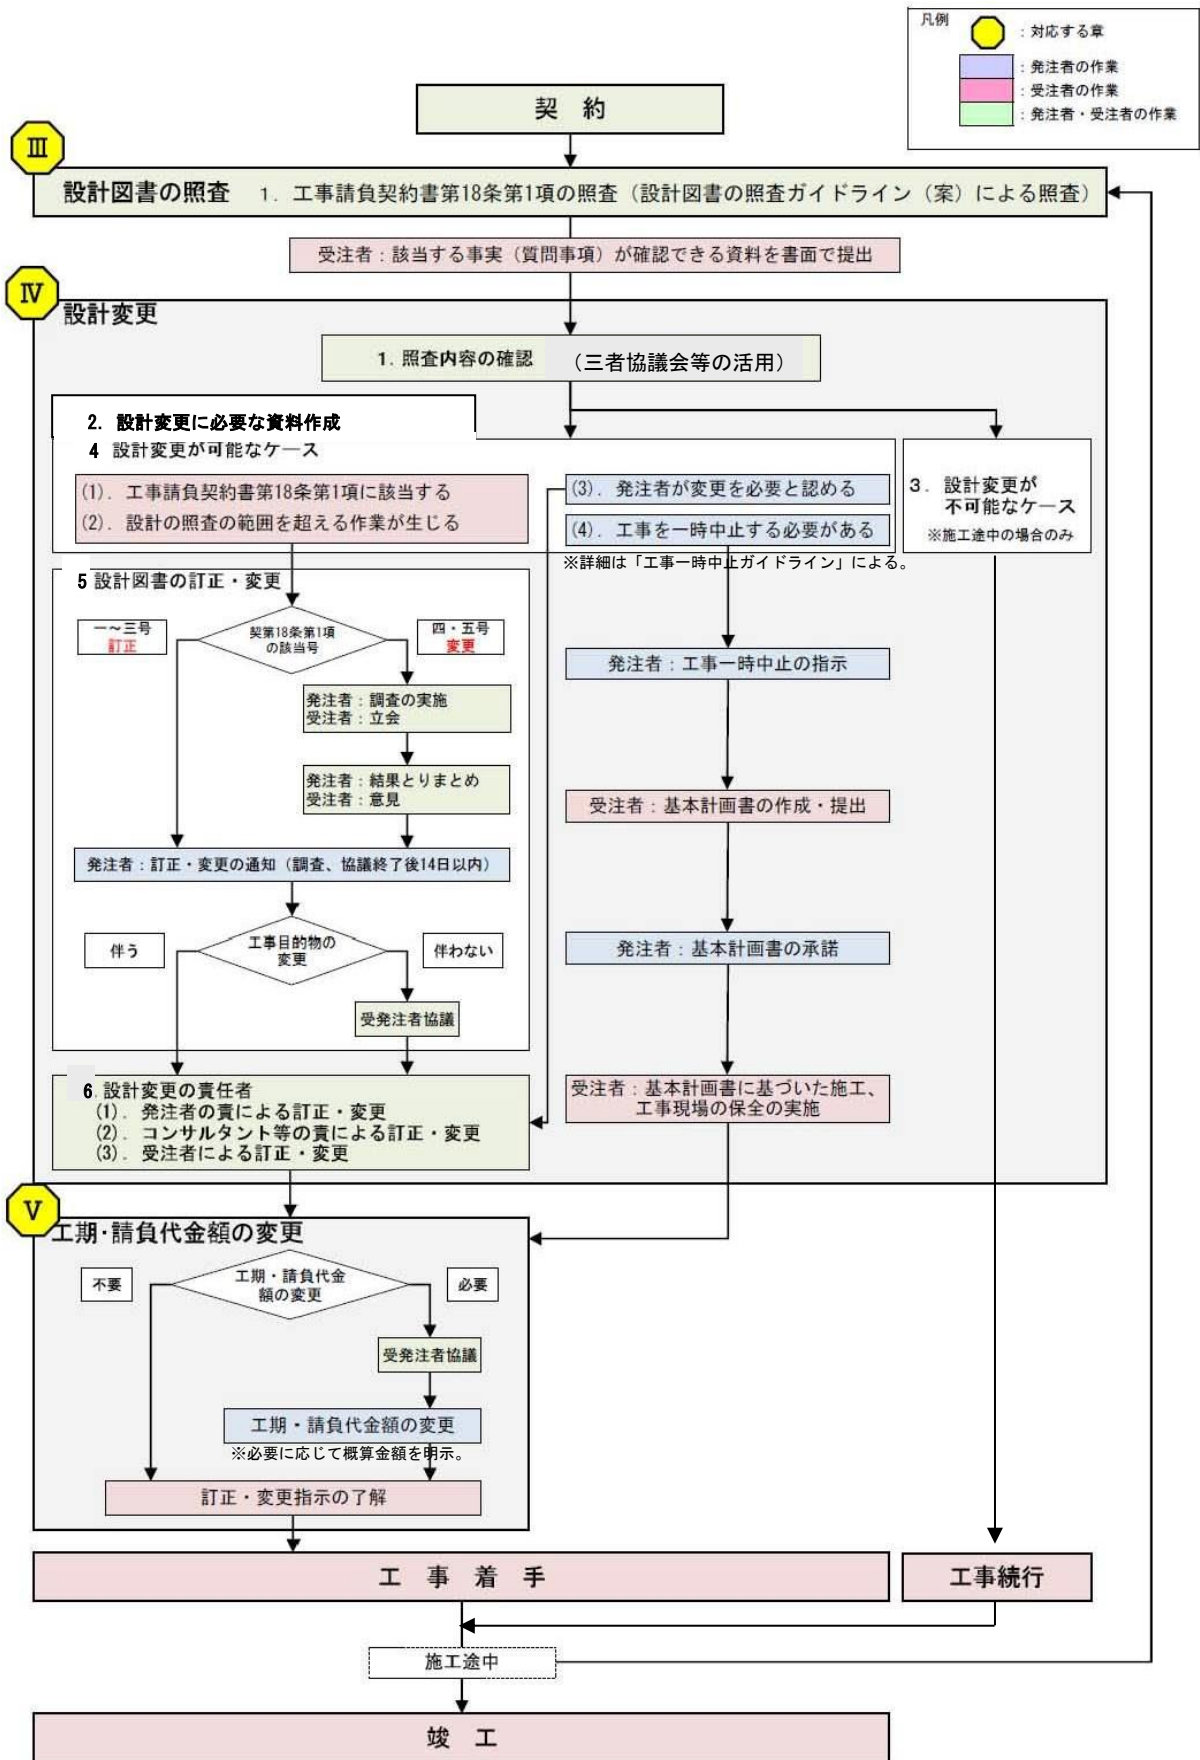 凡例
：対応する章
：発注者の作業
：受注者の作業
：発注者・受注者の作業
契 約
Ⅲ
設計図書の照査 1．工事請負契約書第18条第1項の照査（設計図書の照査ガイドライン（案）による照査）
受注者：該当する事実（質問事項）が確認できる資料を書面で提出
Ⅳ
設計変更
1．照査内容の確認 （三者協議会等の活用）
2．設計変更に必要な資料作成
4 設計変更が可能なケース
(1)．工事請負契約書第18条第1項に該当する
(2)．設計の照査の範囲を超える作業が生じる
(3)．発注者が変更を必要と認める
(4)．工事を一時中止する必要がある
※詳細は「工事一時中止ガイドライン」による。
3．設計変更が
不可能なケース
※施工途中の場合のみ
5 設計図書の訂正・変更
一～三号
訂正
契第18条第1項
の該当号
四・五号
変更
発注者：調査の実施
受注者：立会
発注者：結果とりまとめ
受注者：意見
発注者：訂正・変更の通知（調査、協議終了後14日以内）
伴う
工事目的物の
変更
伴わない
受発注者協議
発注者：工事一時中止の指示
受注者：基本計画書の作成・提出
発注者：基本計画書の承諾
受注者：基本計画書に基づいた施工、
工事現場の保全の実施
6．設計変更の責任者
(1)．発注者の責による訂正・変更
(2)．コンサルタント等の責による訂正・変更
(3)．受注者による訂正・変更
Ⅴ
工期・請負代金額の変更
不要
工期・請負代金
額の変更
必要
受発注者協議
工期・請負代金額の変更
※必要に応じて概算金額を明示。
訂正・変更指示の了解
工 事 着 手
工事続行
施工途中
竣 工